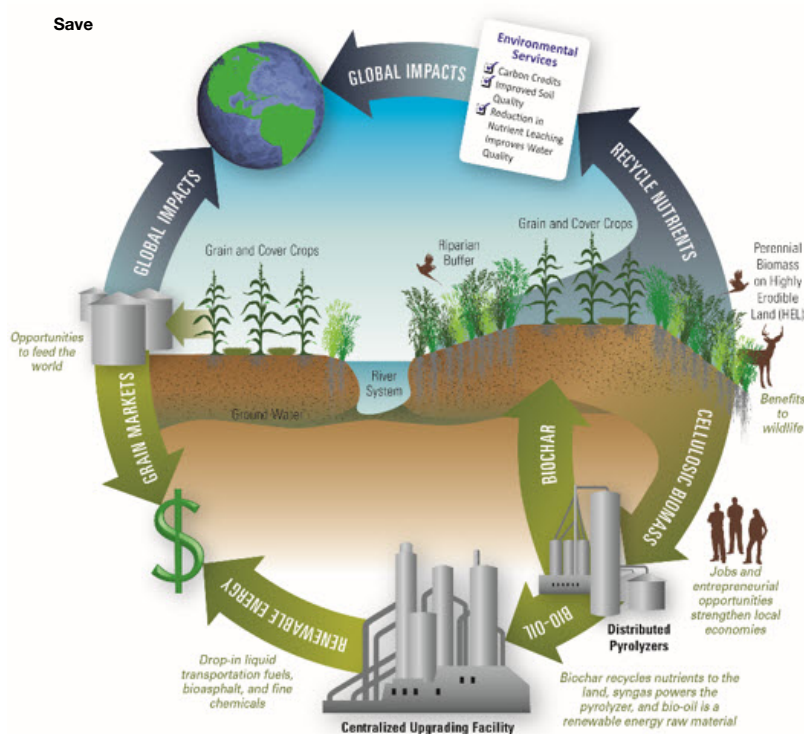 Save
Environmental
Services
Carbon Credits
Improved Soil
Quality
Reduction in
Nutrient Leaching
Improves Water
Quality
GLOBAL IMPACTS
RECYCLE NUTRIENTS
GLOBAL IMPACTS
Grain and Cover Crops
Riparian
Buffer
Grain and Cover Crops
Perennial
Biomass
on Highly
Erodible
Land (HEL)
Opportunities
to feed the
world
River
System
Ground Water
Benefits
to
wildlife
GRAIN MARKETS
BIOCHAR
CELLULOSIC BIOMASS
$
Jobs and
entrepreneurial
opportunities
strengthen local
economies
BIO-OIL
Distributed
Pyrolyzers
RENEWABLE ENERGY
Drop-in liquid
transportation fuels,
bioasphalt, and fine
chemicals
Biochar recycles nutrients to the
land, syngas powers the
pyrolyzer, and bio-oil is a
renewable energy raw material
Centralized Upgrading Facility